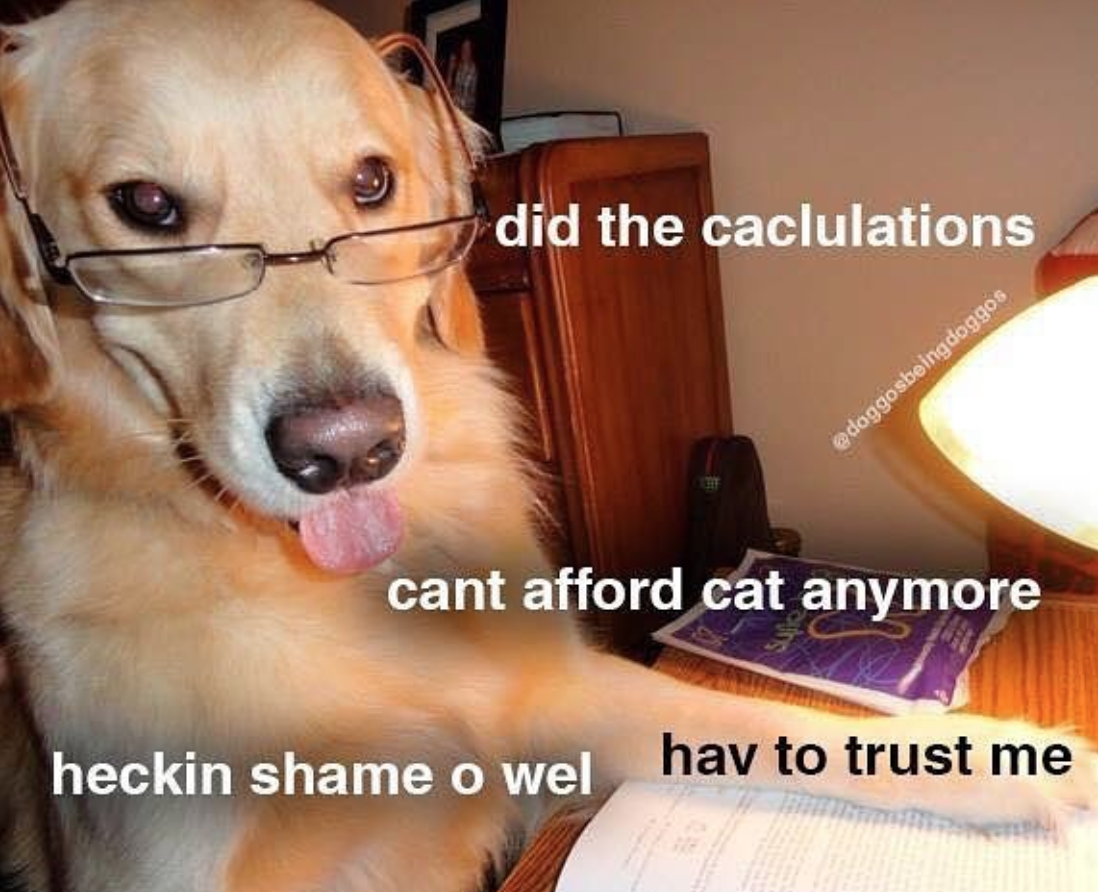 did the caclulations
@doggosbeingdoggos
cant afford cat anymore
hav to trust me
heckin shame o wel